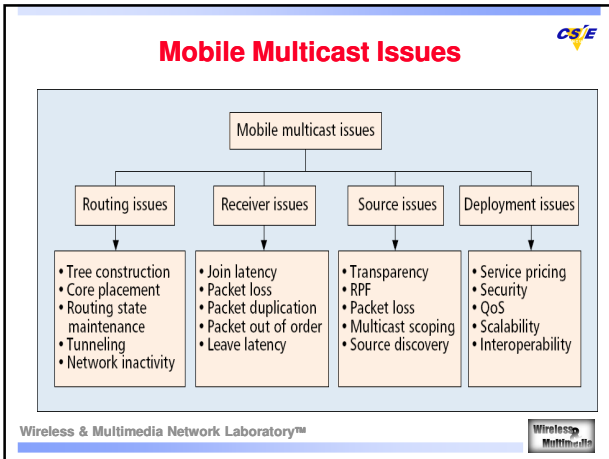 CSIE
Mobile Multicast Issues
Mobile multicast issues
Routing issues
Receiver issues
Source issues
Deployment issues
• Tree construction
• Core placement
• Routing state
maintenance
• Tunneling
• Network inactivity
• Join latency
• Packet loss
• Packet duplication
• Packet out of order
• Leave latency
• Transparency
• RPF
• Packet loss
• Multicast scoping
• Source discovery
• Service pricing
• Security
• QoS
• Scalability
• Interoperability
Wireless & Multimedia Network Laboratory™
Wireless
Multimedia